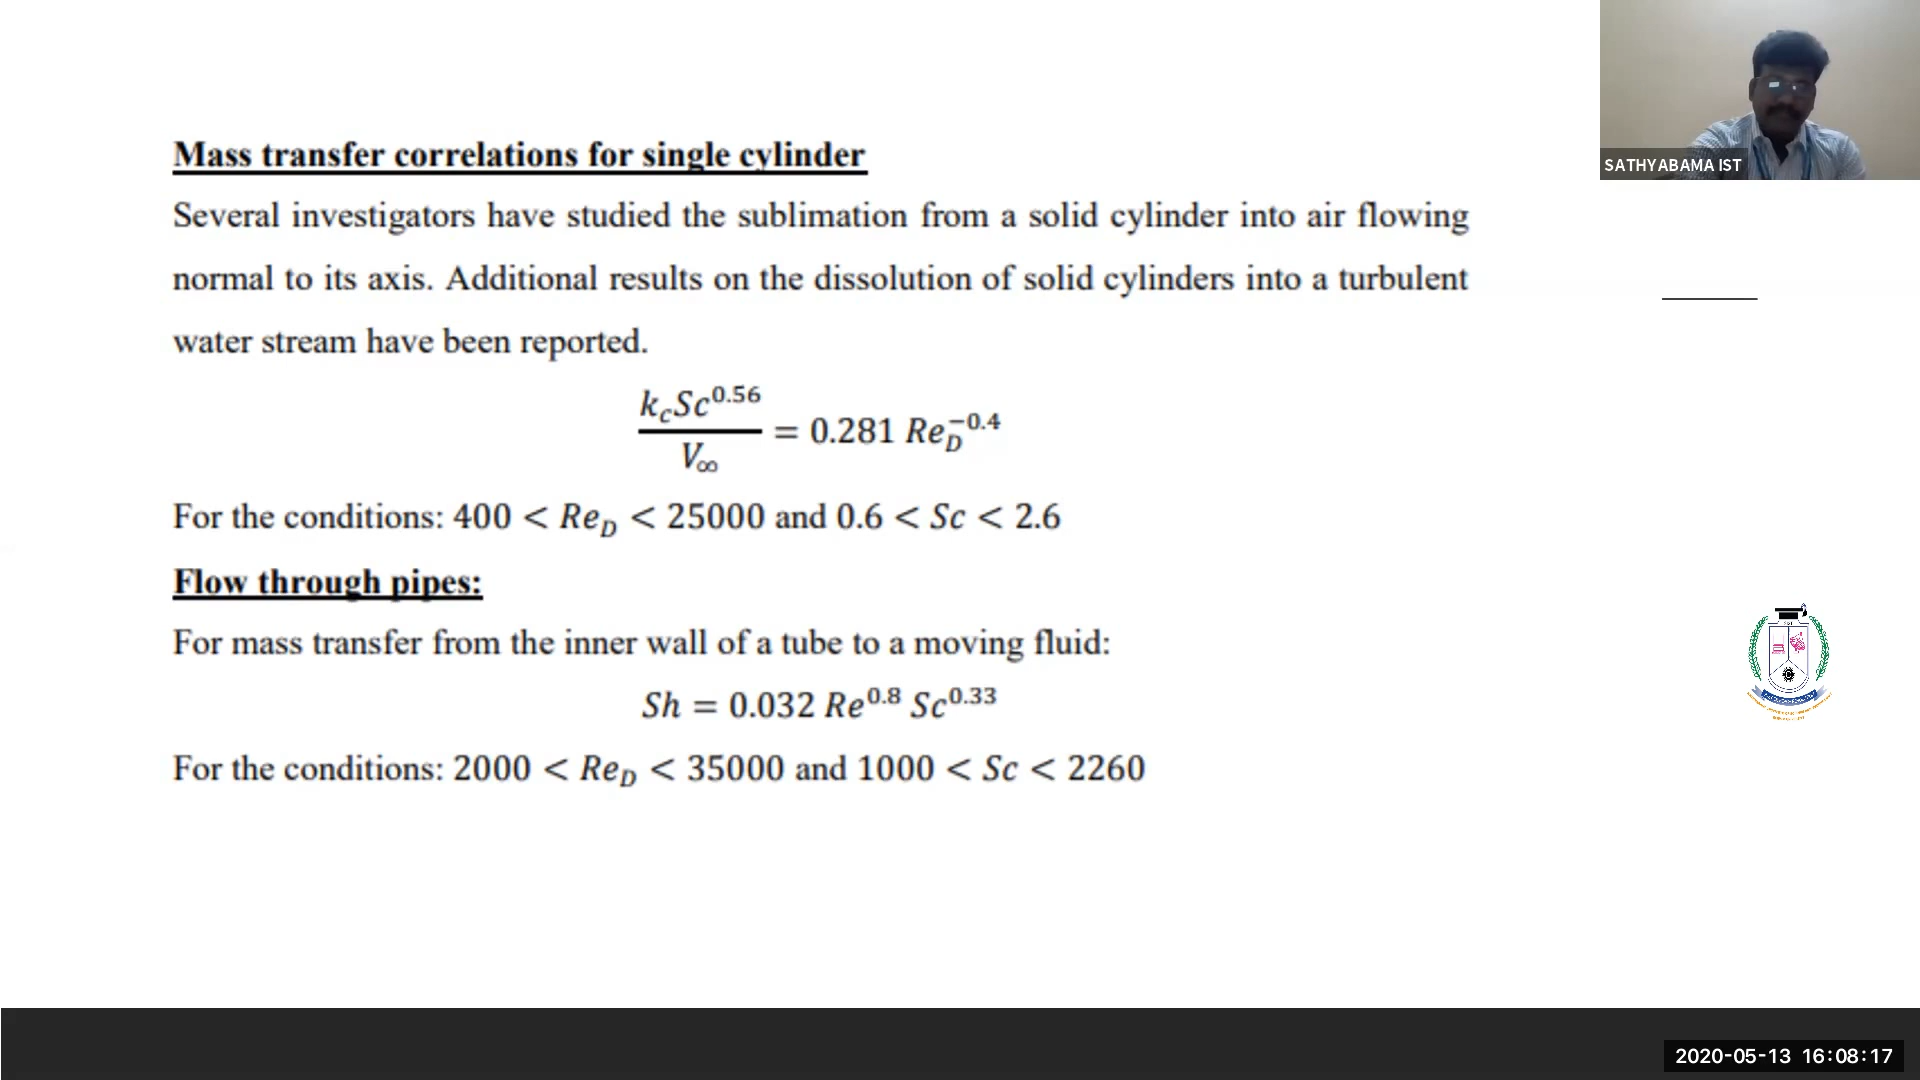 Mass transfer correlations for single cylinder
SATHYABAMA IST
Several investigators have studied the sublimation from a solid cylinder into air flowing
normal to its axis. Additional results on the dissolution of solid cylinders into a turbulent
water stream have been reported.
k_c Sc^0.56 / V_∞ = 0.281 Re_D^−0.4
For the conditions: 400 < Re_D < 25000 and 0.6 < Sc < 2.6
Flow through pipes:
For mass transfer from the inner wall of a tube to a moving fluid:
Sh = 0.032 Re^0.8 Sc^0.33
For the conditions: 2000 < Re_D < 35000 and 1000 < Sc < 2260
2020-05-13 16:08:17